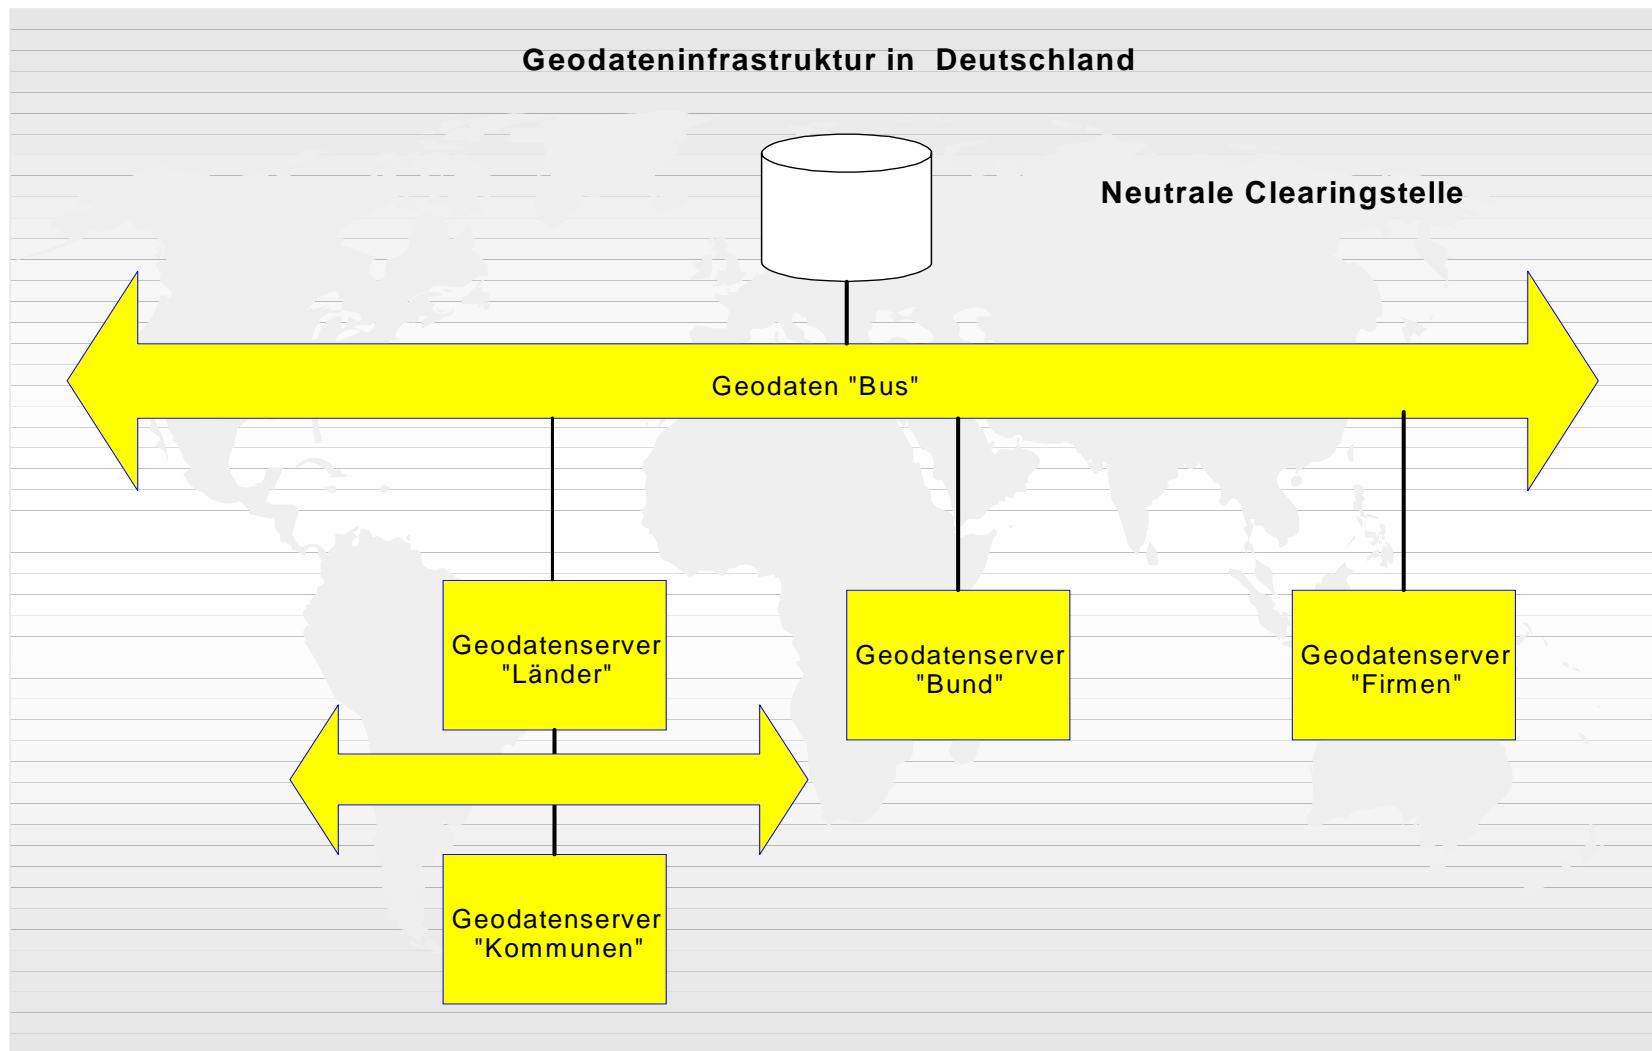 Geodateninfrastruktur in Deutschland
Neutrale Clearingstelle
Geodaten "Bus"
Geodatenserver
"Länder"
Geodatenserver
"Bund"
Geodatenserver
"Firmen"
Geodatenserver
"Kommunen"